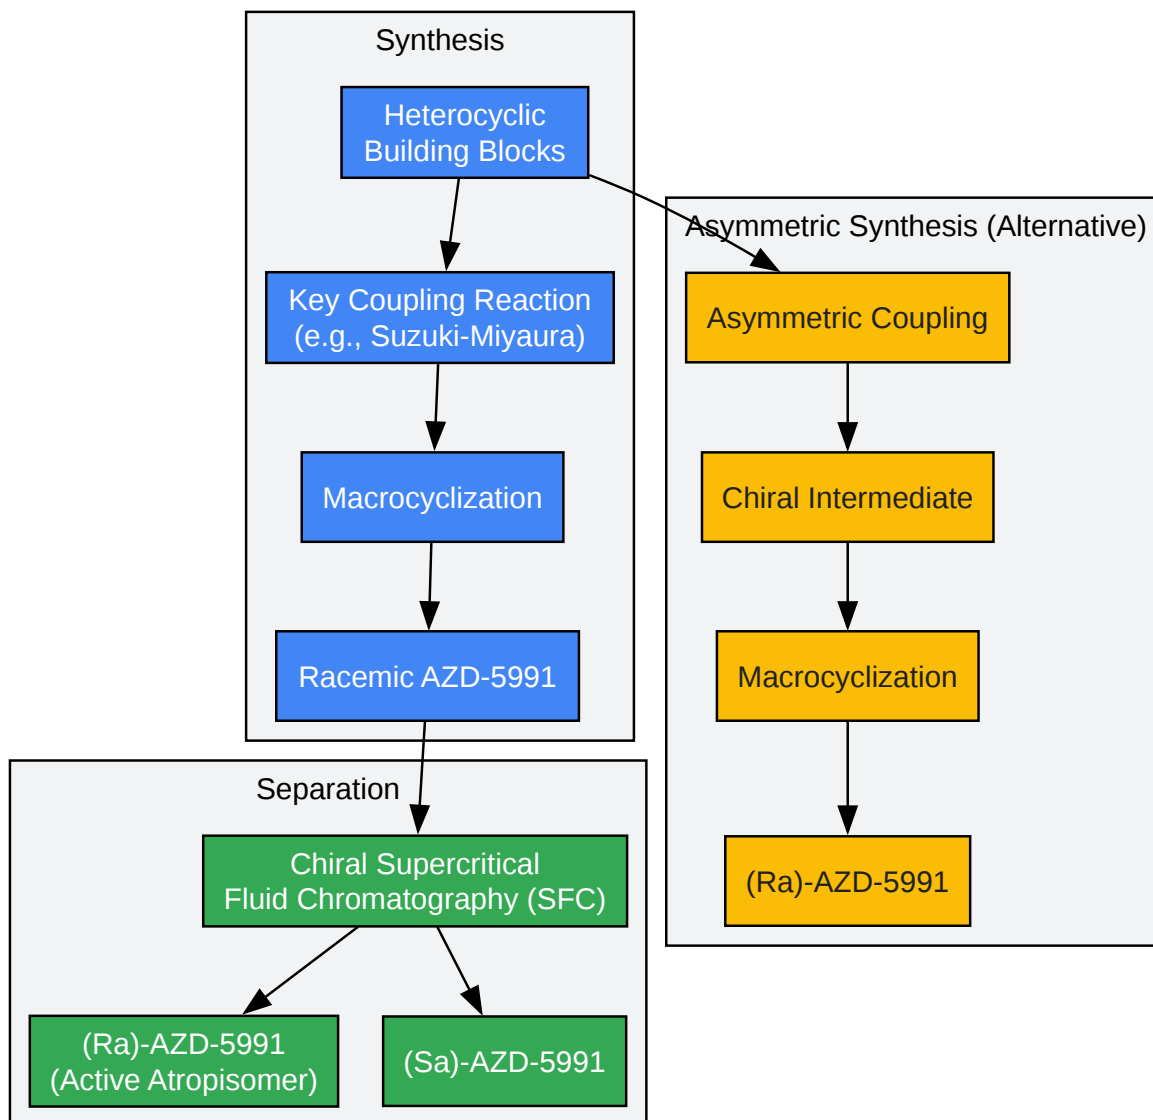 Synthesis
Heterocyclic
Building Blocks
Key Coupling Reaction
(e.g., Suzuki-Miyaura)
Macrocyclization
Racemic AZD-5991
Asymmetric Synthesis (Alternative)
Asymmetric Coupling
Chiral Intermediate
Macrocyclization
(Ra)-AZD-5991
Separation
Chiral Supercritical
Fluid Chromatography (SFC)
(Ra)-AZD-5991
(Active Atropisomer)
(Sa)-AZD-5991